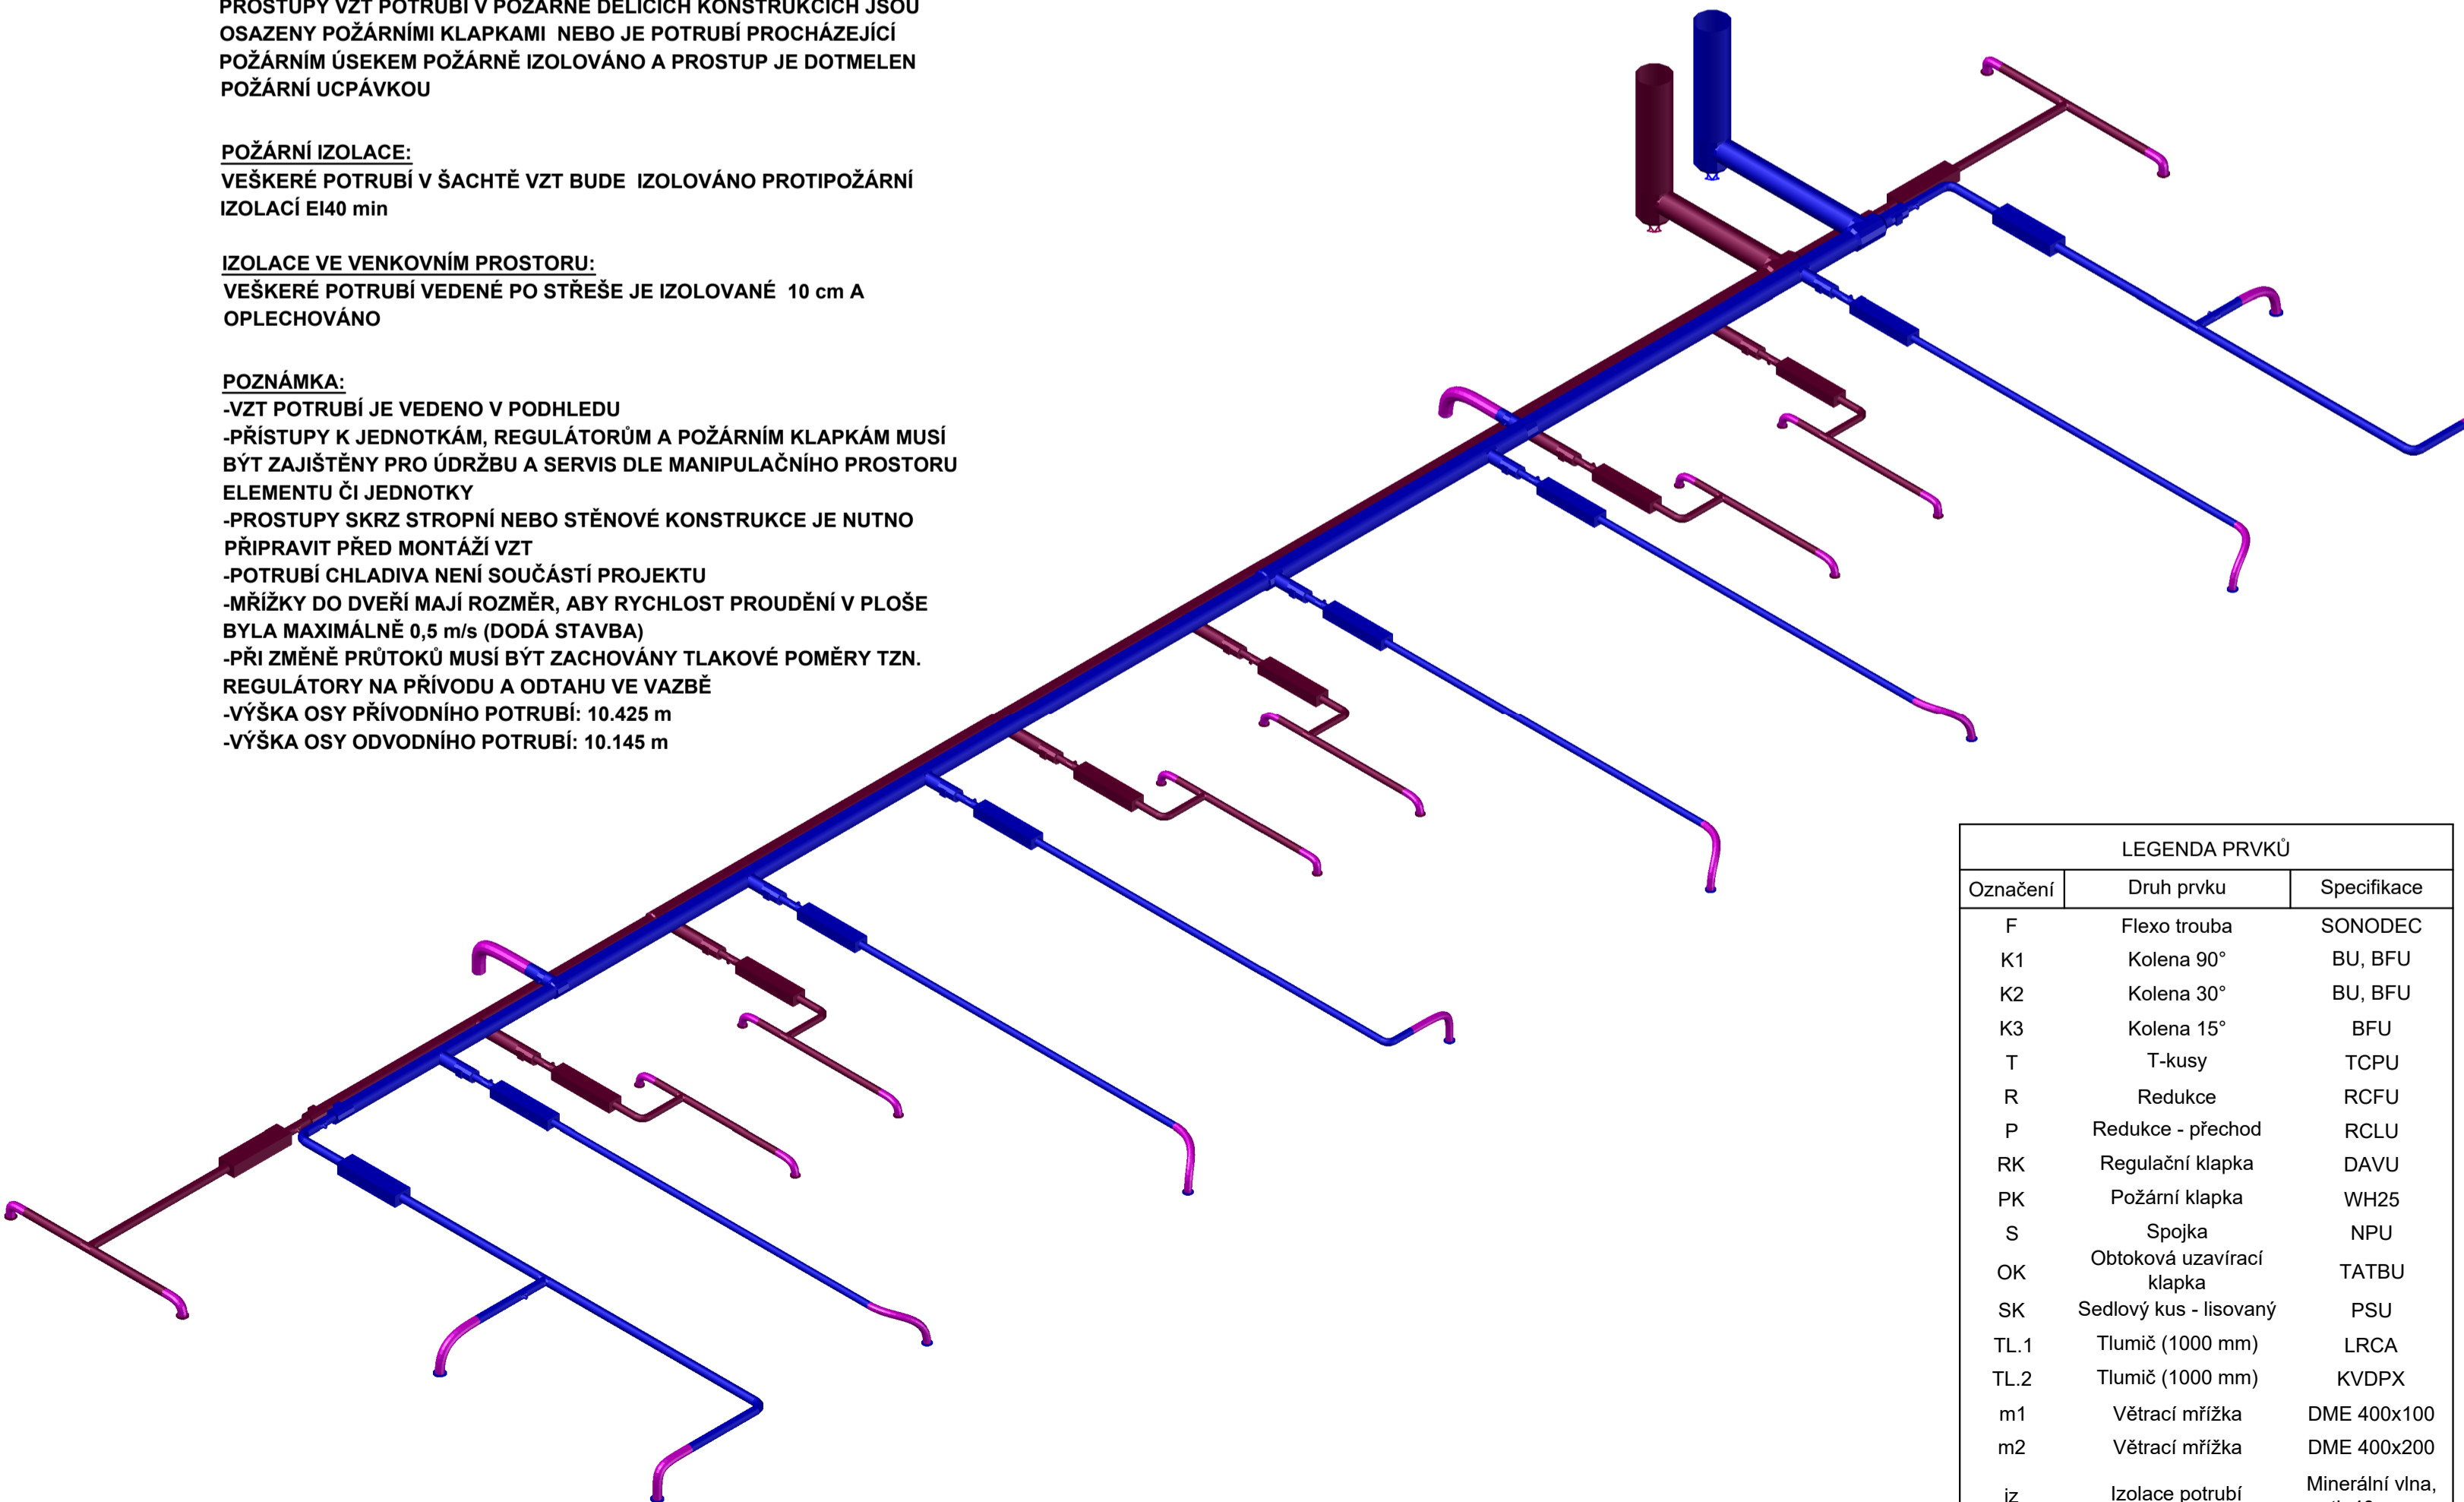 PROSTUPY VZT POTRUBÍ V POŽÁRNĚ DĚLÍCÍCH KONSTRUKCÍCH JSOU
OSAZENY POŽÁRNÍMI KLAPKAMI NEBO JE POTRUBÍ PROCHÁZEJÍCÍ
POŽÁRNÍM ÚSEKEM POŽÁRNĚ IZOLOVÁNO A PROSTUP JE DOTMELEN
POŽÁRNÍ UCPÁVKOU
POŽÁRNÍ IZOLACE:
VEŠKERÉ POTRUBÍ V ŠACHTĚ VZT BUDE IZOLOVÁNO PROTIPOŽÁRNÍ
IZOLACÍ EI40 min
IZOLACE VE VENKOVNÍM PROSTORU:
VEŠKERÉ POTRUBÍ VEDENÉ PO STŘEŠE JE IZOLOVANÉ 10 cm A
OPLECHOVÁNO
POZNÁMKA:
-VZT POTRUBÍ JE VEDENO V PODHLEDU
-PŘÍSTUPY K JEDNOTKÁM, REGULÁTORŮM A POŽÁRNÍM KLAPKÁM MUSÍ
BÝT ZAJIŠTĚNY PRO ÚDRŽBU A SERVIS DLE MANIPULAČNÍHO PROSTORU
ELEMENTU ČI JEDNOTKY
-PROSTUPY SKRZ STROPNÍ NEBO STĚNOVÉ KONSTRUKCE JE NUTNO
PŘIPRAVIT PŘED MONTÁŽÍ VZT
-POTRUBÍ CHLADIVA NENÍ SOUČÁSTÍ PROJEKTU
-MŘÍŽKY DO DVEŘÍ MAJÍ ROZMĚR, ABY RYCHLOST PROUDĚNÍ V PLOŠE
BYLA MAXIMÁLNĚ 0,5 m/s (DODÁ STAVBA)
-PŘI ZMĚNĚ PRŮTOKŮ MUSÍ BÝT ZACHOVÁNY TLAKOVÉ POMĚRY TZN.
REGULÁTORY NA PŘÍVODU A ODTAHU VE VAZBĚ
-VÝŠKA OSY PŘÍVODNÍHO POTRUBÍ: 10.425 m
-VÝŠKA OSY ODVODNÍHO POTRUBÍ: 10.145 m
LEGENDA PRVKŮ
Označení Druh prvku Specifikace
F Flexo trouba SONODEC
K1 Kolena 90° BU, BFU
K2 Kolena 30° BU, BFU
K3 Kolena 15° BFU
T T-kusy TCPU
R Redukce RCFU
P Redukce - přechod RCLU
RK Regulační klapka DAVU
PK Požární klapka WH25
S Spojka NPU
OK Obtoková uzavírací klapka TATBU
SK Sedlový kus - lisovaný PSU
TL.1 Tlumič (1000 mm) LRCA
TL.2 Tlumič (1000 mm) KVDPX
m1 Větrací mřížka DME 400x100
m2 Větrací mřížka DME 400x200
iz Izolace potrubí Minerální vlna,